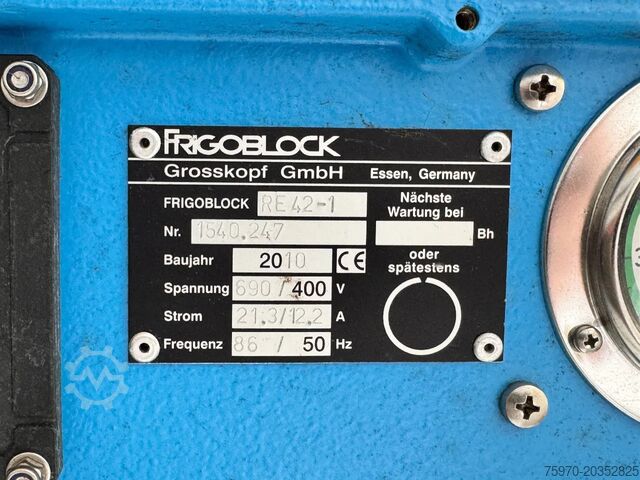 FRIGOBLOCK
Grosskopf GmbH Essen, Germany
FRIGOBLOCK RE42-1
Nächste Wartung bei
Nr. 1540.247
Bh
Baujahr 2010 CE
oder spätestens
Spannung 690 / 400 V
Strom 21.3/12.2 A
Frequenz 86 / 50 Hz
3
75970-20352825